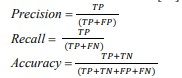 Precision = TP / (TP+FP)
Recall = TP / (TP+FN)
Accuracy = TP+TN / (TP+TN+FP+FN)